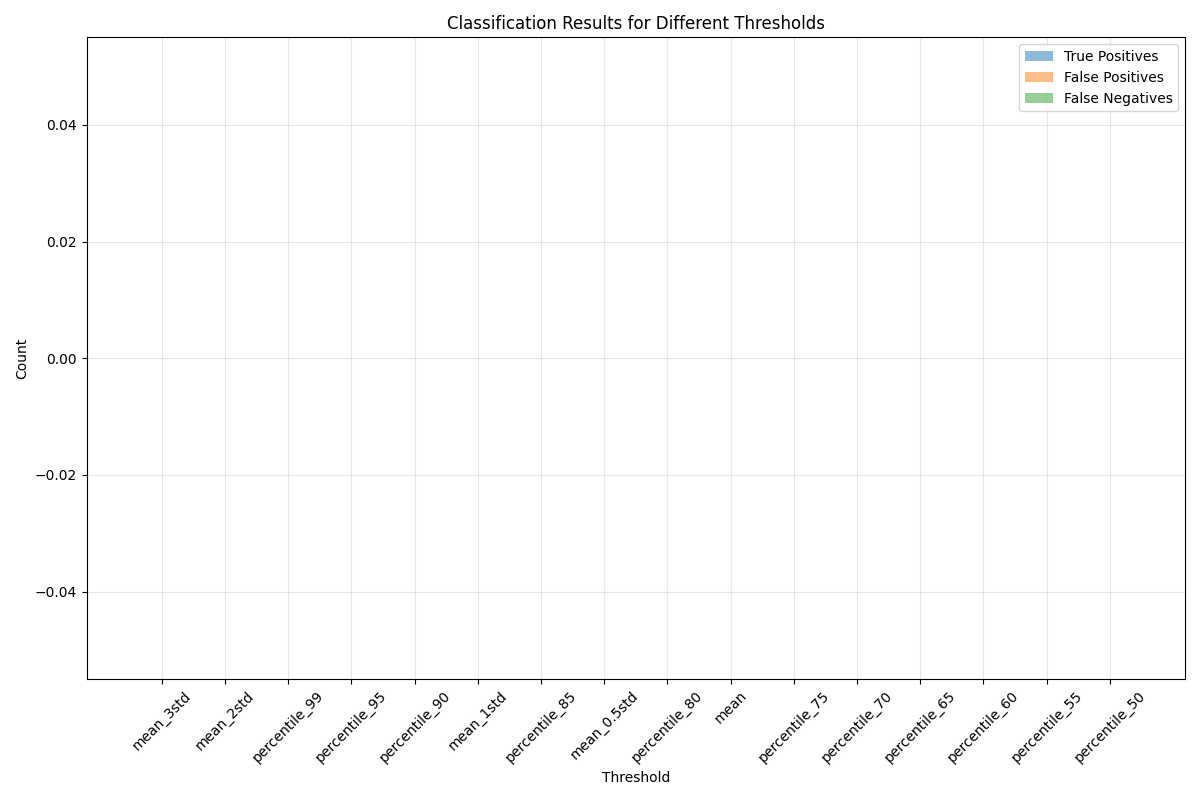 Classification Results for Different Thresholds
True Positives
False Positives
False Negatives
0.04
0.02
0.00
−0.02
−0.04
Count
mean_3std
mean_2std
percentile_99
percentile_95
percentile_90
mean_1std
percentile_85
mean_0.5std
percentile_80
mean
percentile_75
percentile_70
percentile_65
percentile_60
percentile_55
percentile_50
Threshold